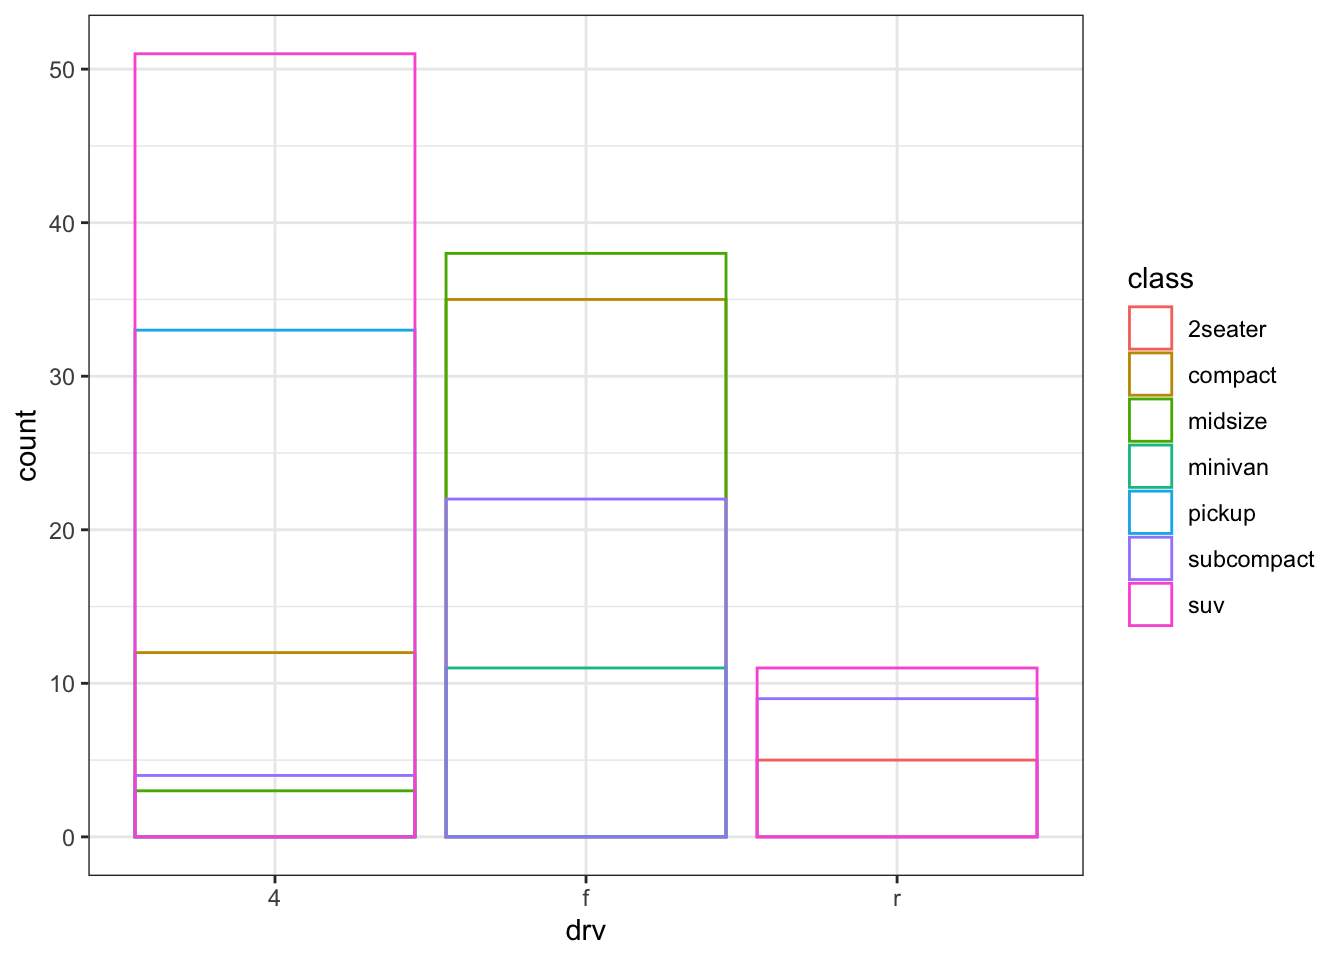 50
40
30
20
10
0
count
4 f r
drv
class
2seater
compact
midsize
minivan
pickup
subcompact
suv